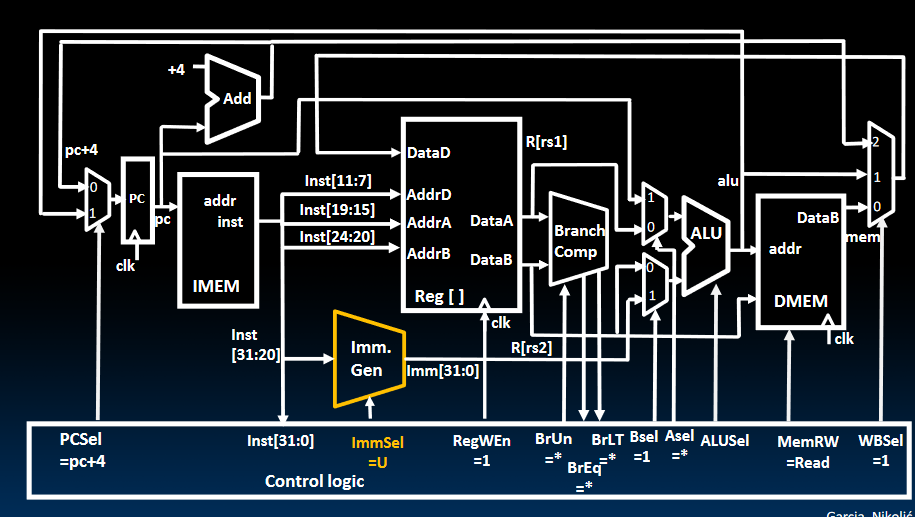 +4
Add
pc+4
0
1
PC
pc
clk
addr
inst
IMEM
Inst[11:7]
Inst[19:15]
Inst[24:20]
DataD
AddrD
AddrA
AddrB
DataA
DataB
Reg [ ]
clk
R[rs1]
Branch
Comp
R[rs2]
1
0
0
1
ALU
alu
addr
DataB
DMEM
clk
mem
2
1
0
Inst
[31:20]
Imm.
Gen
Imm[31:0]
PCSel
=pc+4
Inst[31:0]
ImmSel
=U
RegWEn
=1
BrUn
=*
BrEq
=*
BrLT
=*
Bsel
=1
Asel
=*
ALUSel
MemRW
=Read
WBSel
=1
Control logic
Garcia, Nikolić